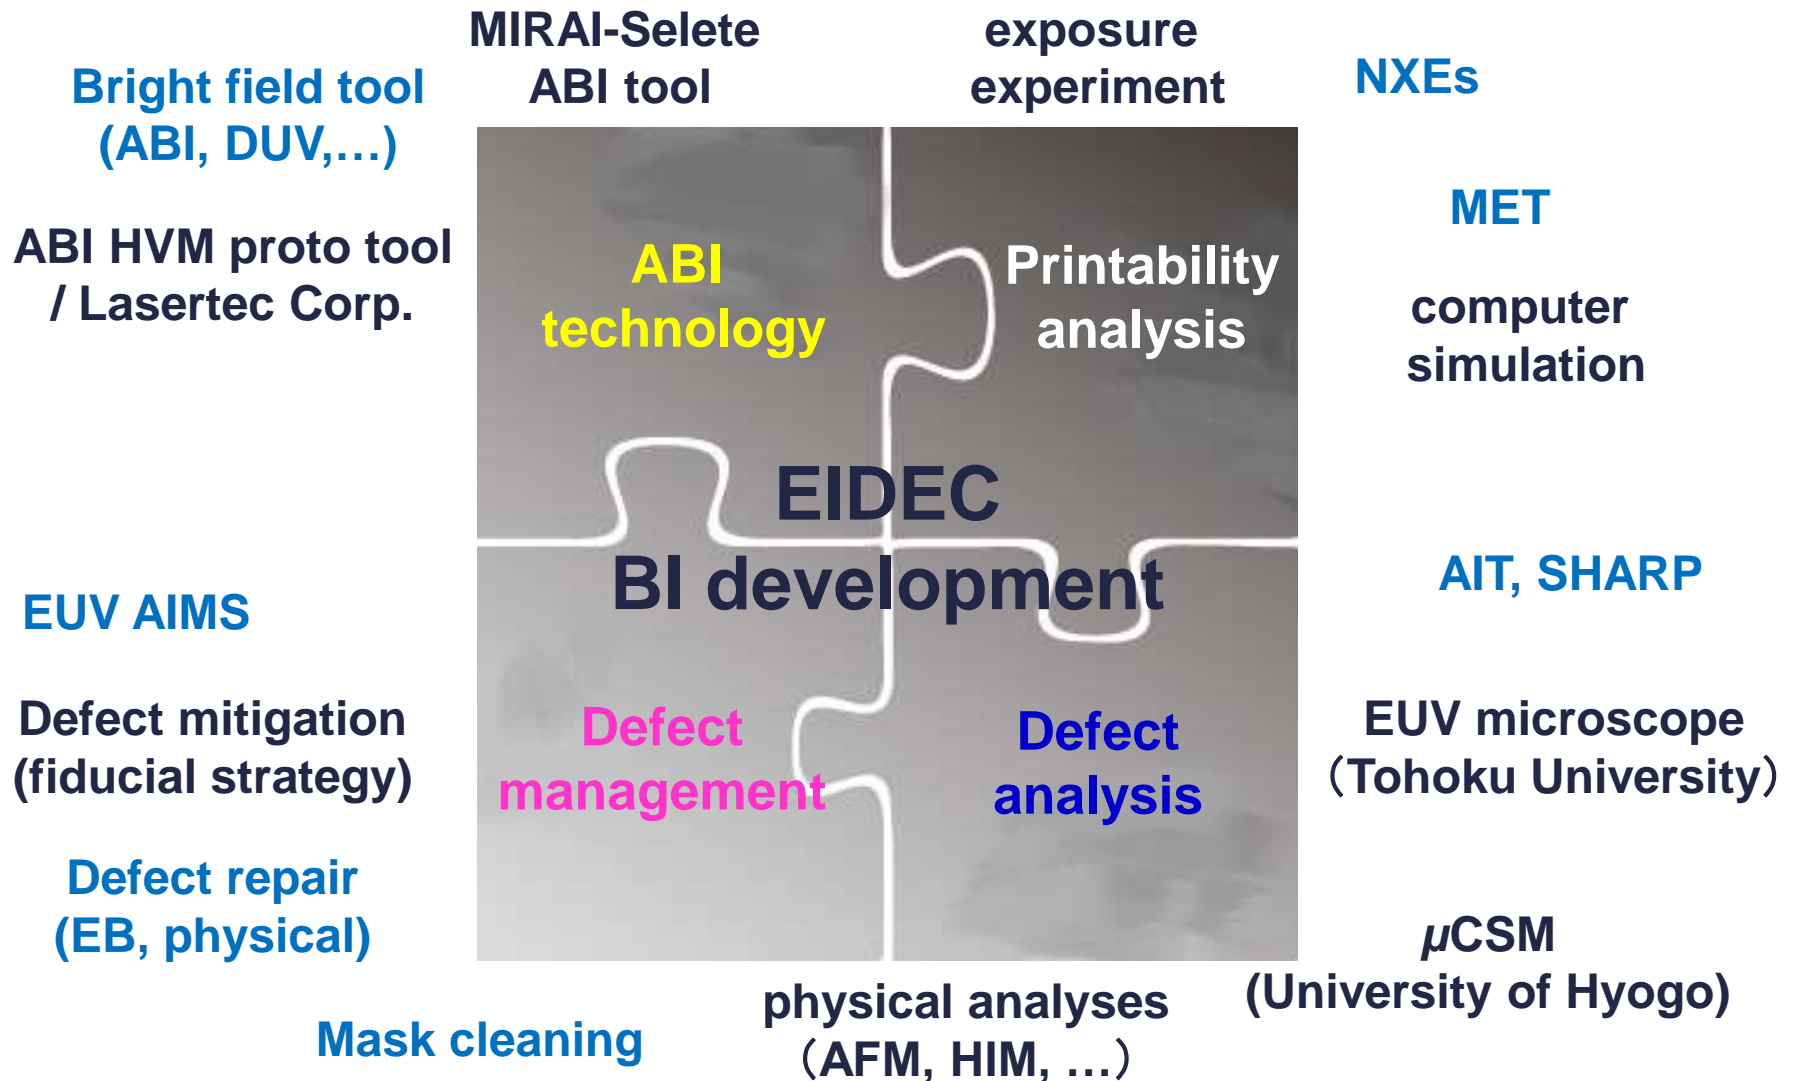 MIRAI-Selete
ABI tool
exposure
experiment
Bright field tool
(ABI, DUV,…)
NXEs
ABI HVM proto tool
/ Lasertec Corp.
ABI
technology
Printability
analysis
MET
computer
simulation
EIDEC
BI development
EUV AIMS
AIT, SHARP
Defect mitigation
(fiducial strategy)
Defect
management
Defect
analysis
EUV microscope
（Tohoku University）
Defect repair
(EB, physical)
μCSM
(University of Hyogo)
Mask cleaning
physical analyses
（AFM, HIM, …）